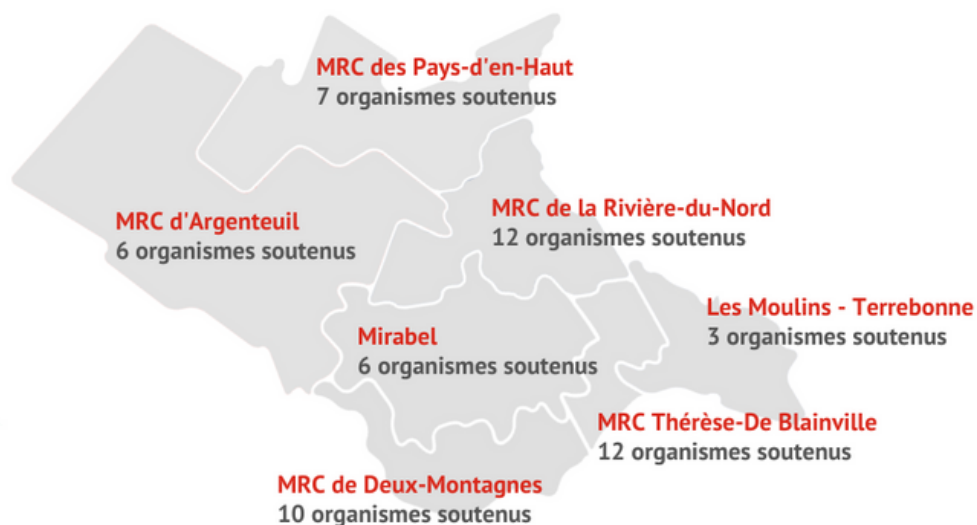 MRC des Pays-d'en-Haut
7 organismes soutenus
MRC d'Argenteuil
6 organismes soutenus
MRC de la Rivière-du-Nord
12 organismes soutenus
Les Moulins - Terrebonne
3 organismes soutenus
Mirabel
6 organismes soutenus
MRC Thérèse-De Blainville
12 organismes soutenus
MRC de Deux-Montagnes
10 organismes soutenus